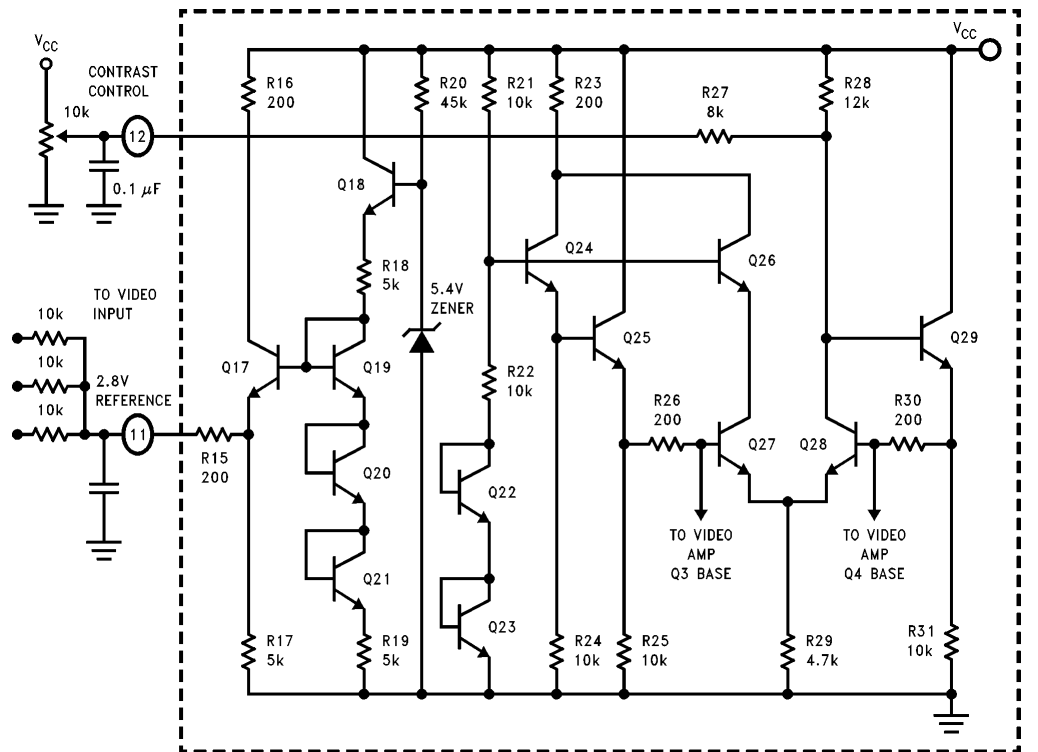 VCC
CONTRAST
CONTROL
10k
12
0.1 μF
R16
200
R20
45k
R21
10k
R23
200
R27
8k
R28
12k
VCC
Q18
R18
5k
5.4V
ZENER
Q24
Q26
TO VIDEO
INPUT
10k
10k
10k
2.8V
REFERENCE
11
R15
200
Q17
Q19
Q25
Q29
R22
10k
R26
200
R30
200
Q20
Q22
Q27
Q28
TO VIDEO
AMP
Q3 BASE
TO VIDEO
AMP
Q4 BASE
Q21
Q23
R17
5k
R19
5k
R24
10k
R25
10k
R29
4.7k
R31
10k